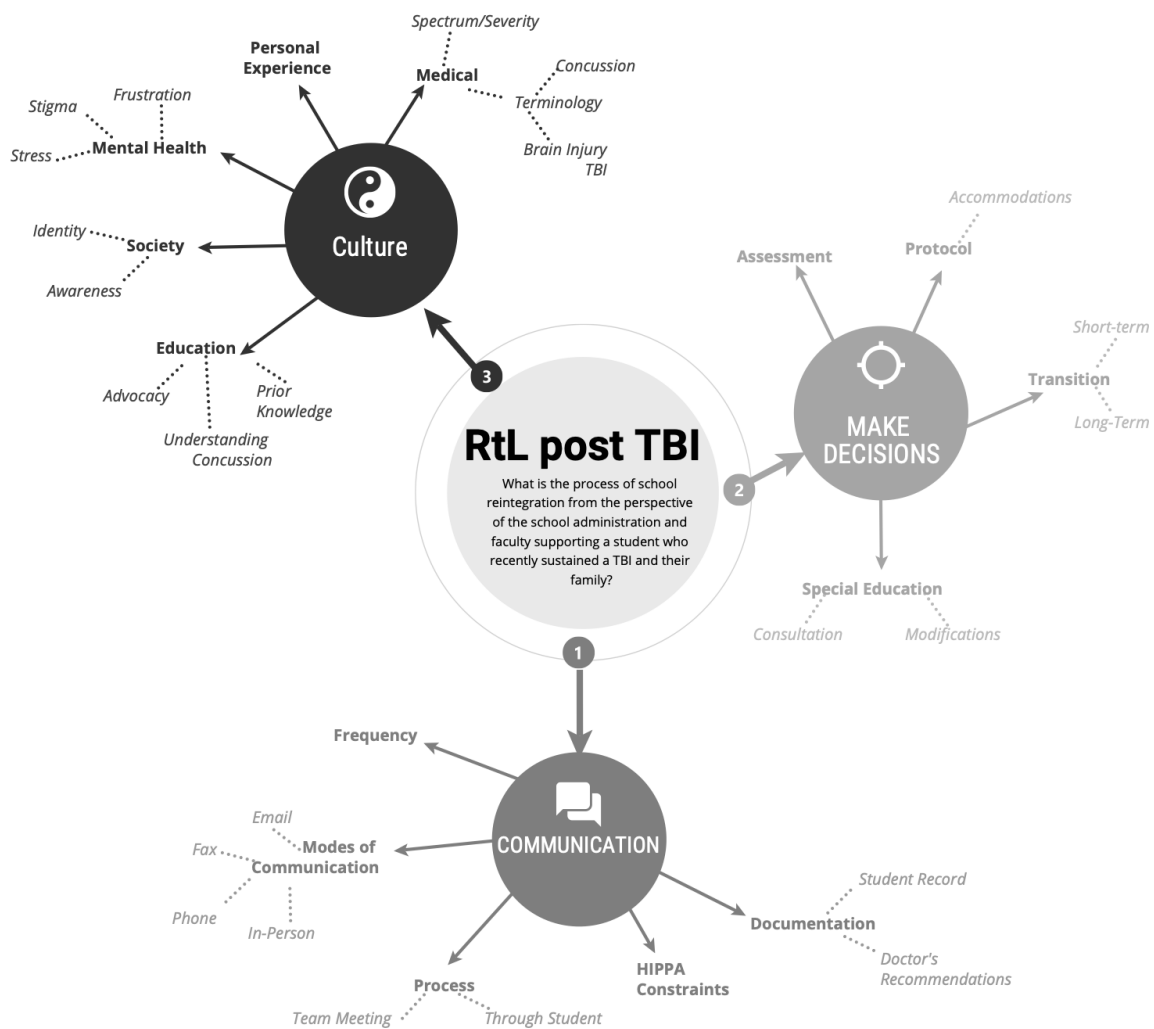 Spectrum/Severity
Personal
Experience
Medical
Concussion
Terminology
Brain Injury
TBI
Frustration
Stigma
Mental Health
Stress
Identity
Society
Awareness
Culture
Education
Advocacy
Prior
Knowledge
Understanding
Concussion
3
RtL post TBI
What is the process of school
reintegration from the perspective
of the school administration and
faculty supporting a student who
recently sustained a TBI and their
family?
2
Accommodations
Assessment
Protocol
Short-term
Transition
Long-Term
MAKE
DECISIONS
Special Education
Consultation
Modifications
1
Frequency
COMMUNICATION
Email
Modes of
Communication
Fax
Phone
In-Person
Process
Team Meeting
Through Student
HIPPA
Constraints
Student Record
Documentation
Doctor's
Recommendations